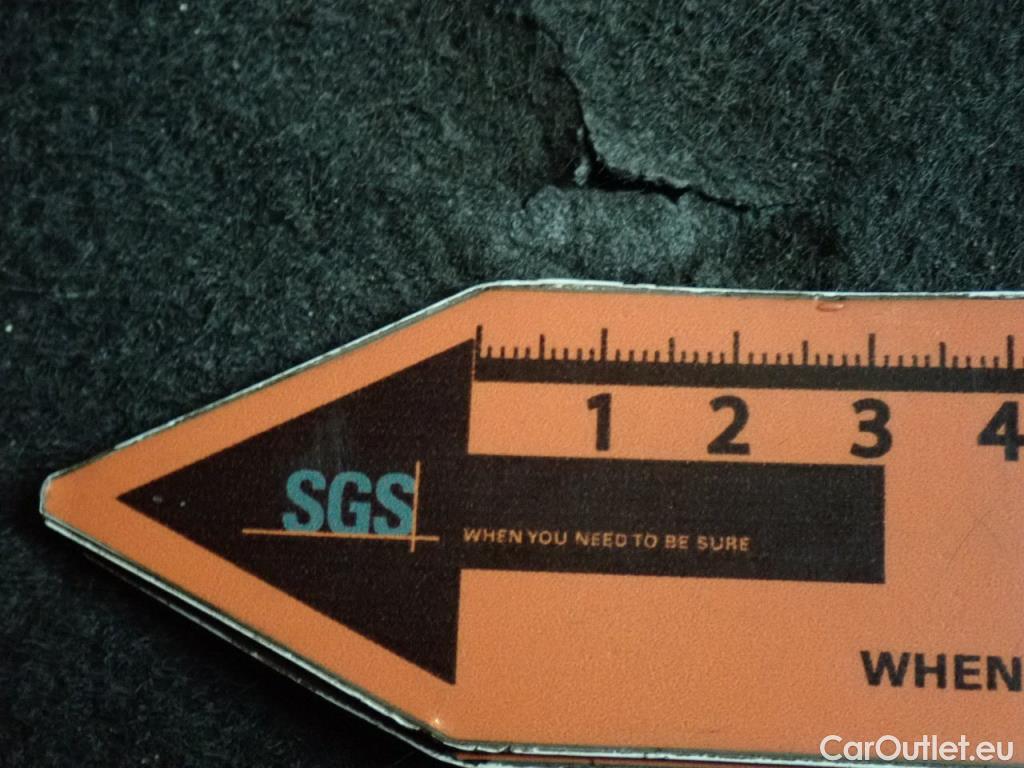 1 2 3 4
SGS
WHEN YOU NEED TO BE SURE
WHEN
CarOutlet.eu